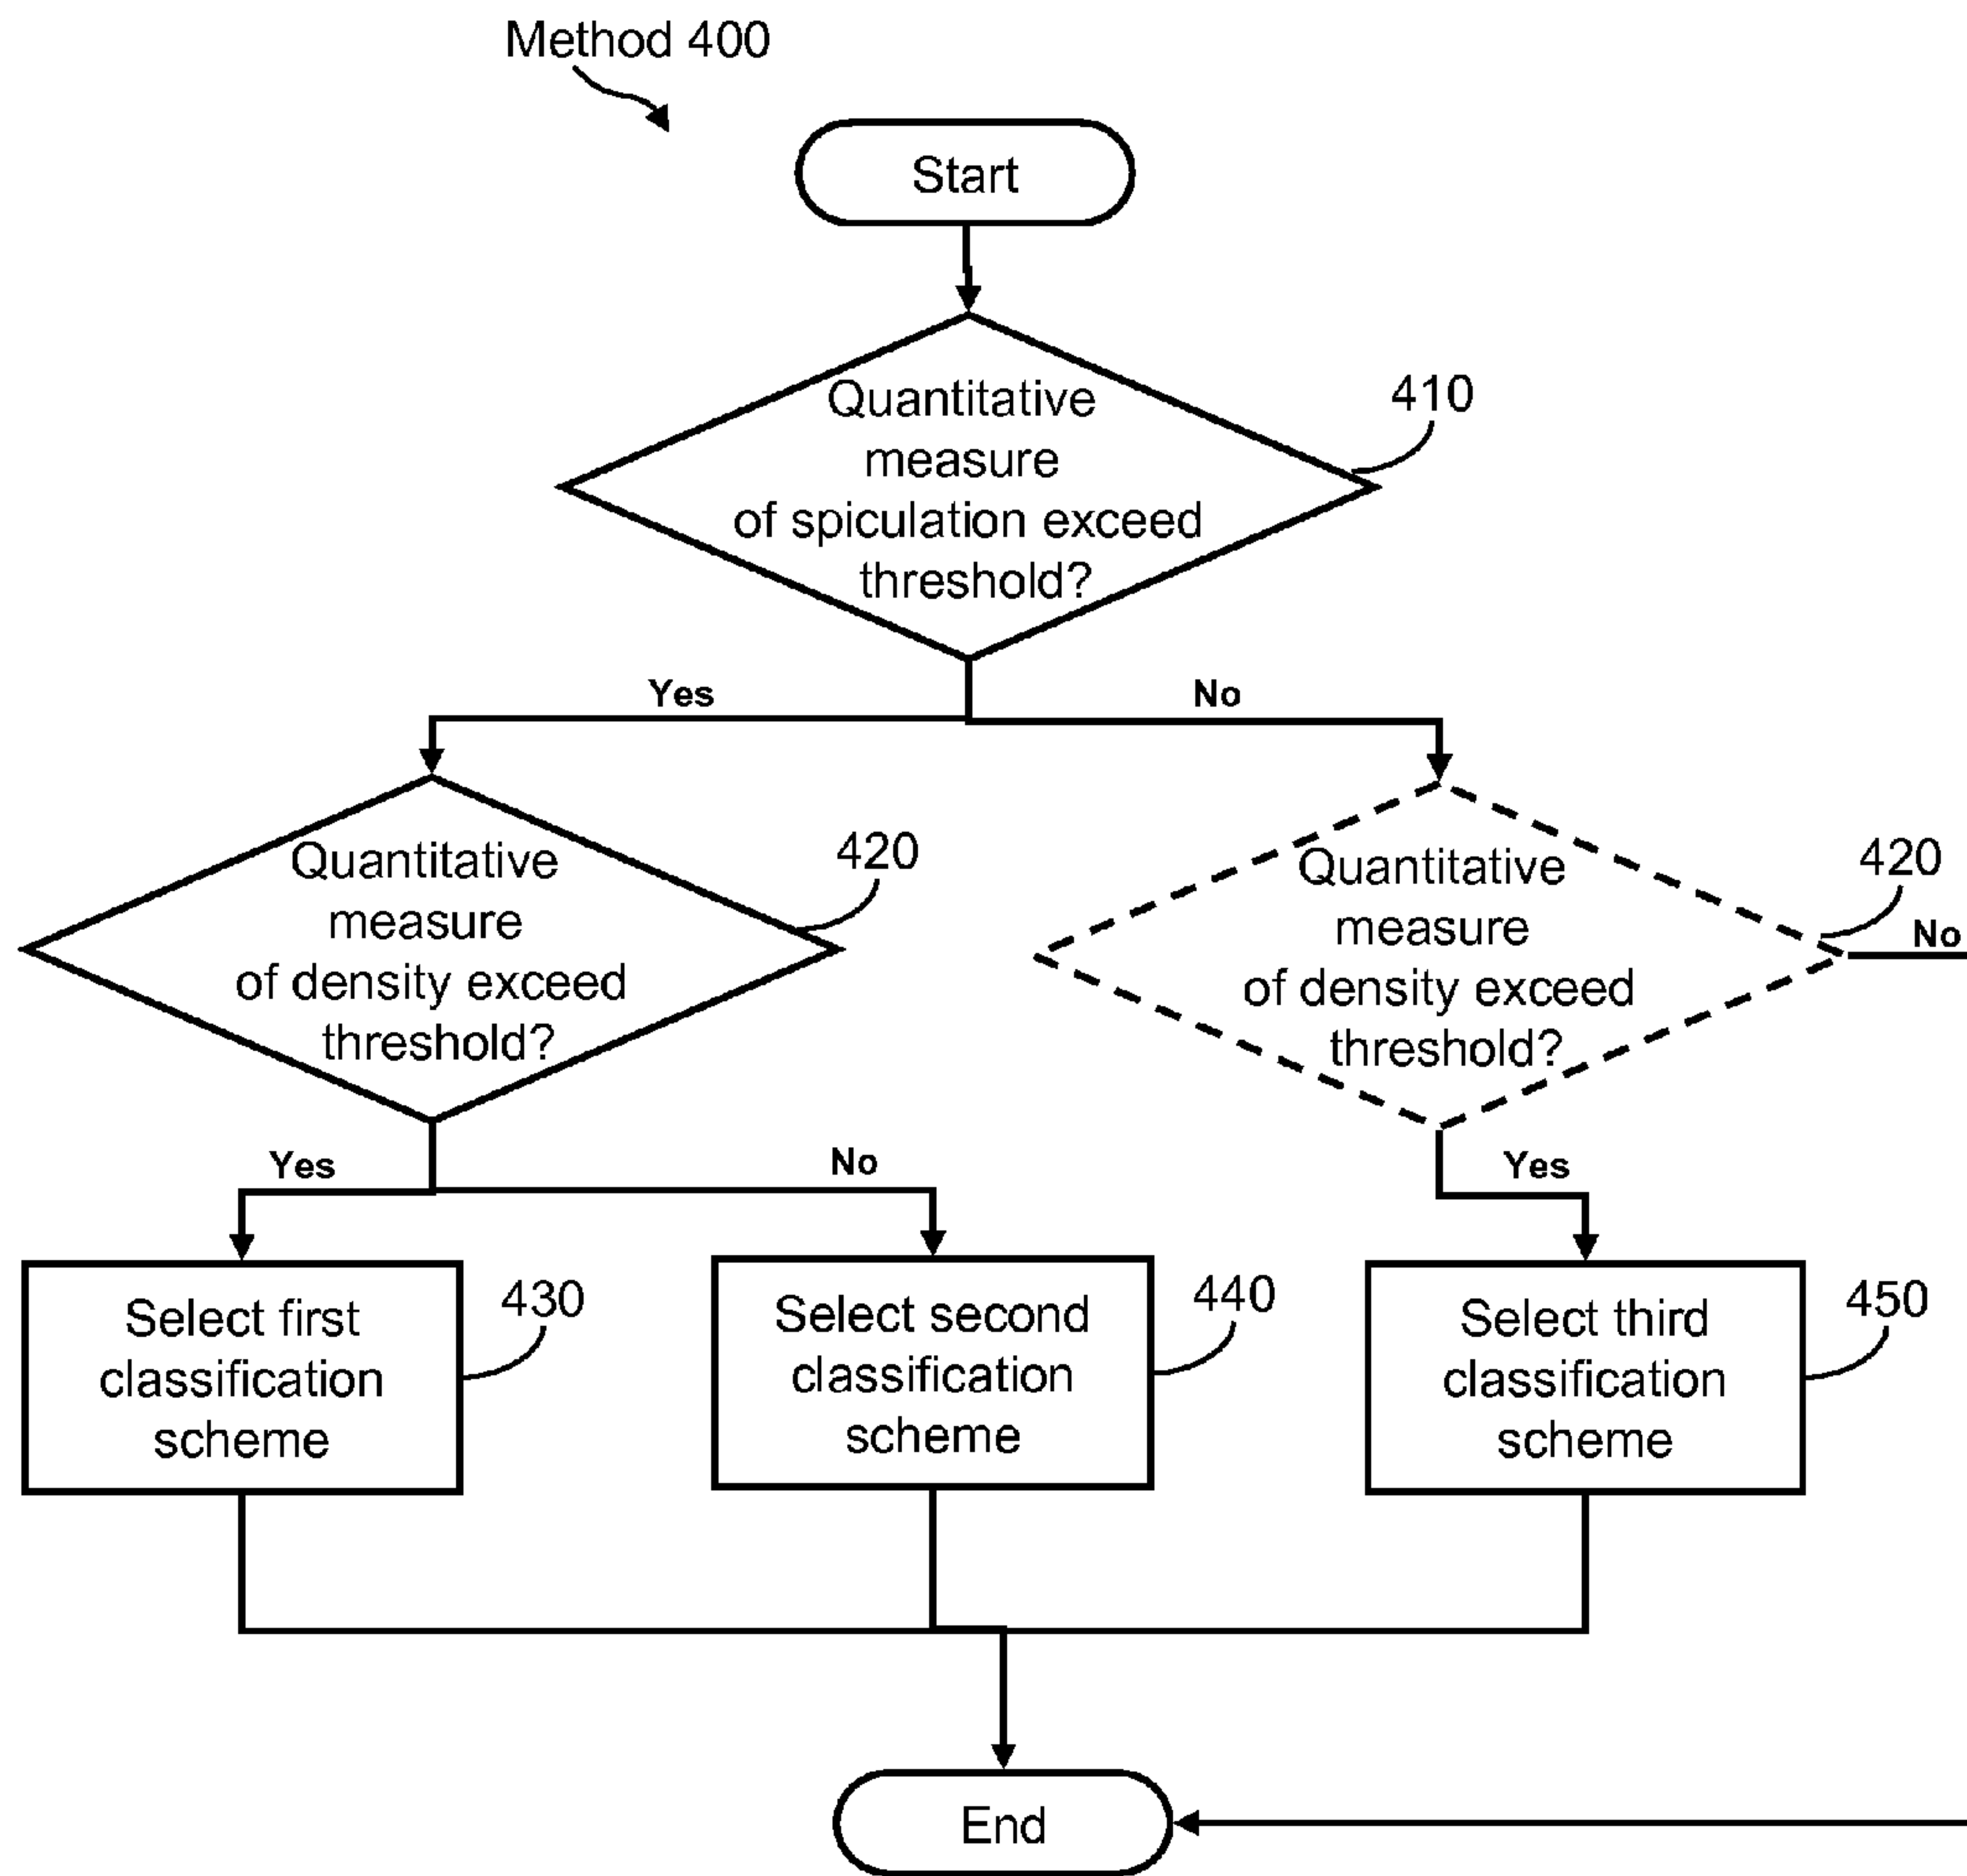 Method 400
Start
Quantitative
measure
of spiculation exceed
threshold?
410
Yes
No
Quantitative
measure
of density exceed
threshold?
420
Quantitative
measure
of density exceed
threshold?
420
No
Yes
No
Yes
Select first
classification
scheme
430
Select second
classification
scheme
440
Select third
classification
scheme
450
End